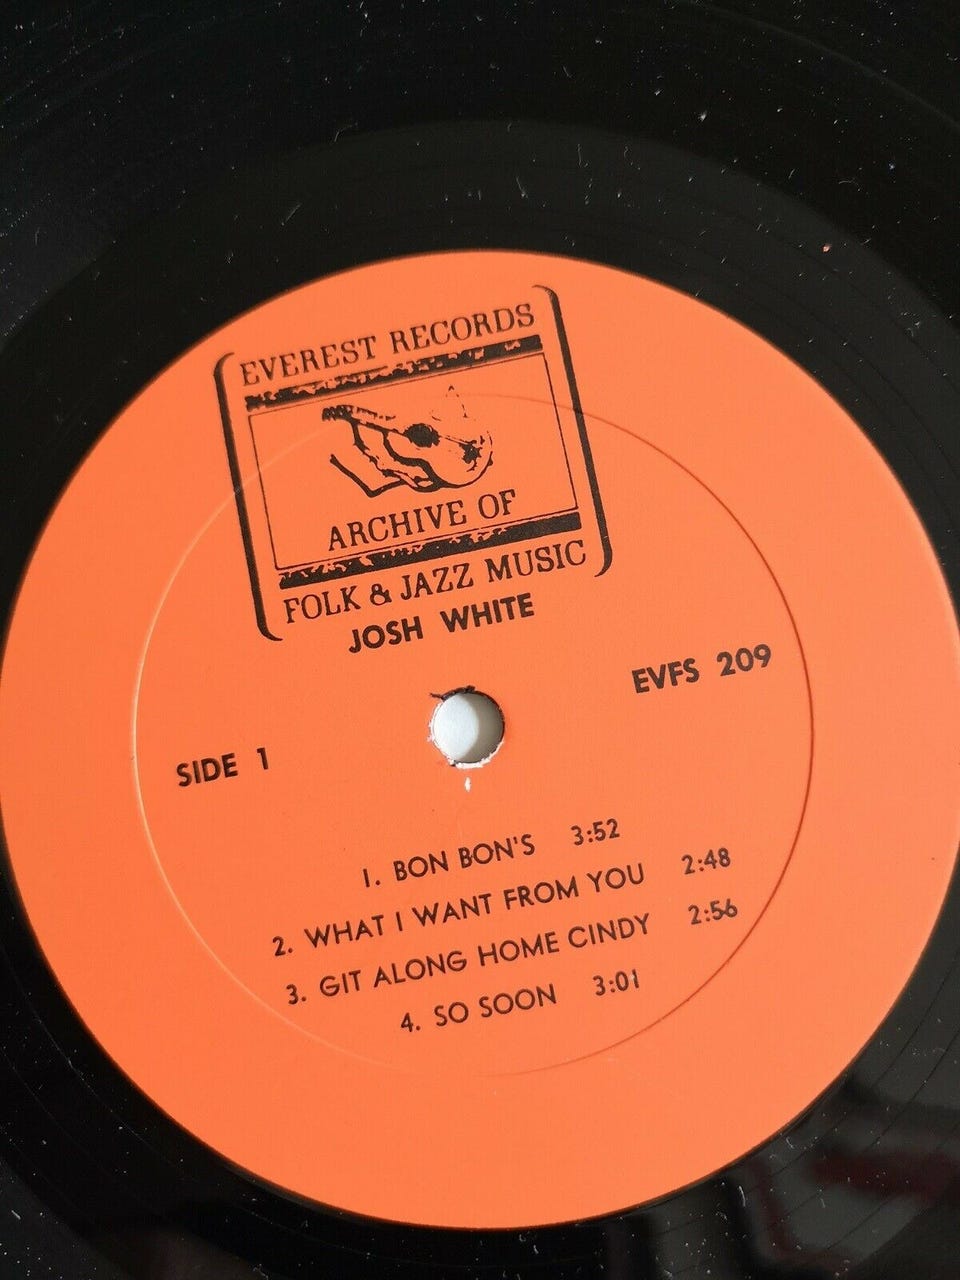 EVEREST RECORDS
ARCHIVE OF
FOLK & JAZZ MUSIC
JOSH WHITE
EVFS 209
SIDE 1
1. BON BON'S 3:52
2. WHAT I WANT FROM YOU 2:48
3. GIT ALONG HOME CINDY 2:56
4. SO SOON 3:01